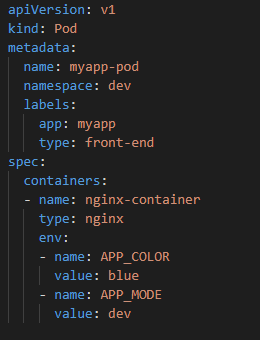 apiVersion: v1
kind: Pod
metadata:
  name: myapp-pod
  namespace: dev
  labels:
    app: myapp
    type: front-end
spec:
  containers:
  - name: nginx-container
    type: nginx
    env:
    - name: APP_COLOR
      value: blue
    - name: APP_MODE
      value: dev